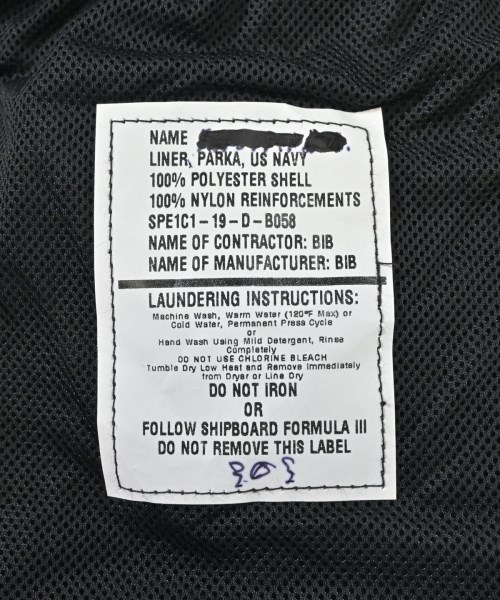 NAME
LINER, PARKA, US NAVY
100% POLYESTER SHELL
100% NYLON REINFORCEMENTS
SPE1C1-19-D-B058
NAME OF CONTRACTOR: BIB
NAME OF MANUFACTURER: BIB
LAUNDERING INSTRUCTIONS:
Machine Wash, Warm Water (120°F Max) or
Cold Water, Permanent Press Cycle
or
Hand Wash Using Mild Detergent, Rinse
Completely
DO NOT USE CHLORINE BLEACH
Tumble Dry Low Heat and Remove Immediately
from Dryer or Line Dry
DO NOT IRON
OR
FOLLOW SHIPBOARD FORMULA III
DO NOT REMOVE THIS LABEL